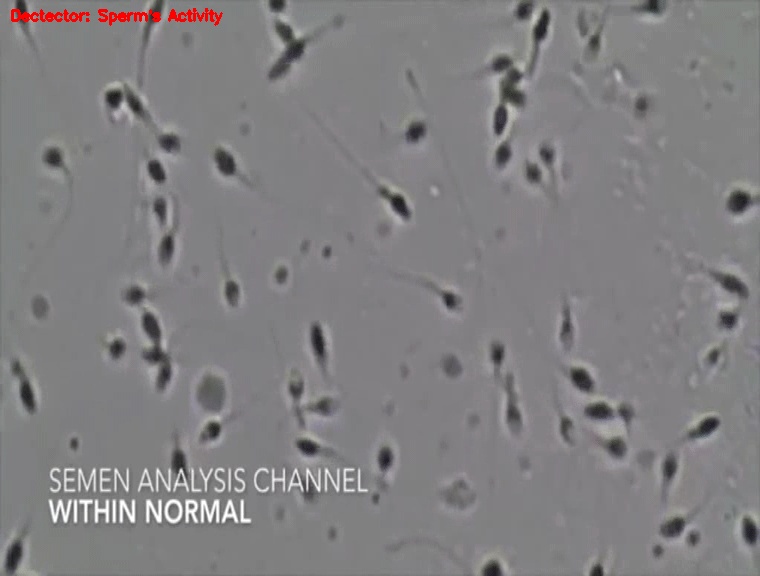 Dectector: Sperm's Activity
SEMEN ANALYSIS CHANNEL
WITHIN NORMAL